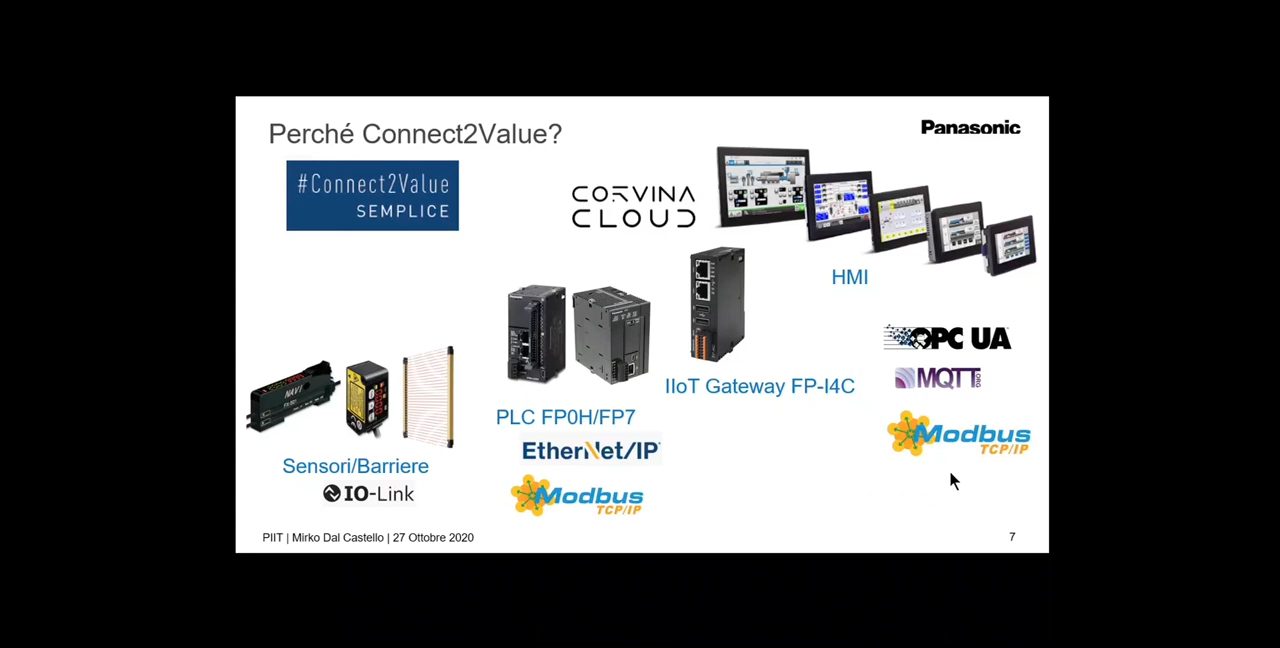 Perché Connect2Value?
Panasonic
#Connect2Value
SEMPLICE
CORVINA
CLOUD
HMI
OPC UA
MQTT.ORG
IIoT Gateway FP-I4C
PLC FP0H/FP7
EtherNet/IP
Modbus
TCP/IP
Modbus
TCP/IP
NAVI
Sensori/Barriere
IO-Link
PIIT | Mirko Dal Castello | 27 Ottobre 2020
7